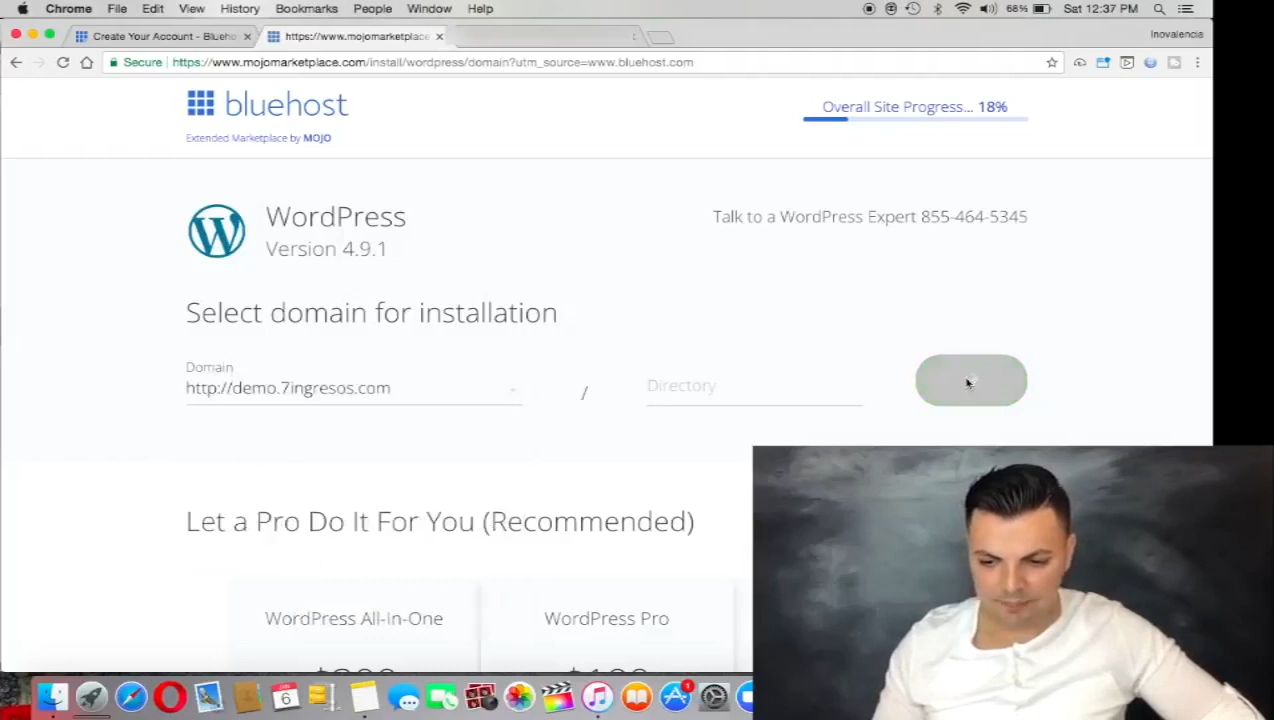 Chrome File Edit View History Bookmarks People Window Help 68% Sat 12:37 PM
Create Your Account - Blueho https://www.mojomarketplace. Inovalencia
Secure https://www.mojomarketplace.com/install/wordpress/domain?utm_source=www.bluehost.com
bluehost
Extended Marketplace by MOJO
Overall Site Progress... 18%
WordPress
Version 4.9.1
Talk to a WordPress Expert 855-464-5345
Select domain for installation
Domain
http://demo.7ingresos.com / Directory
Let a Pro Do It For You (Recommended)
WordPress All-In-One WordPress Pro